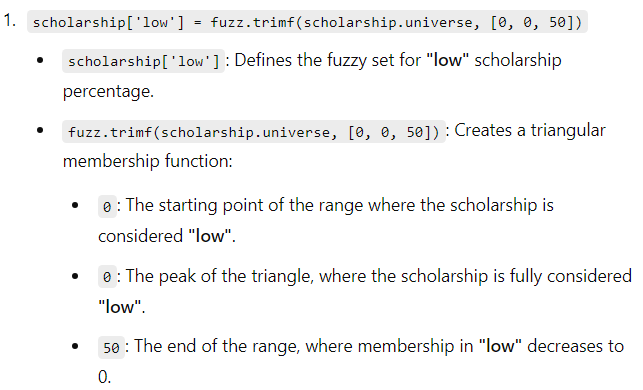 1. scholarship['low'] = fuzz.trimf(scholarship.universe, [0, 0, 50])
• scholarship['low'] : Defines the fuzzy set for "low" scholarship
percentage.
• fuzz.trimf(scholarship.universe, [0, 0, 50]) : Creates a triangular
membership function:
• 0 : The starting point of the range where the scholarship is
considered "low".
• 0 : The peak of the triangle, where the scholarship is fully considered
"low".
• 50 : The end of the range, where membership in "low" decreases to
0.